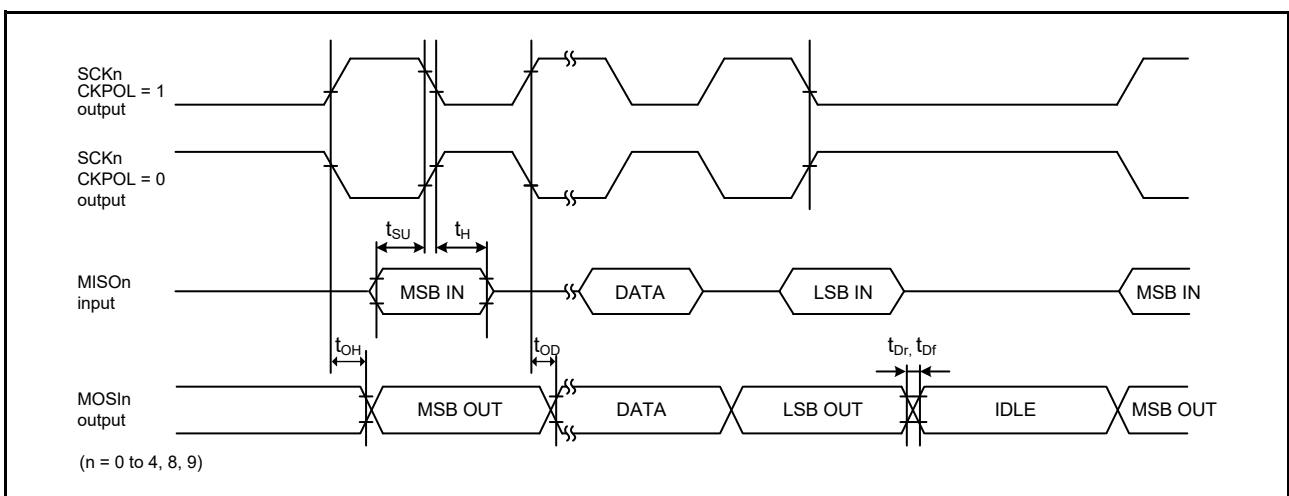 SCKn
CKPOL = 1
output
SCKn
CKPOL = 0
output
tSU
tH
MISOn
input
MSB IN
DATA
LSB IN
MSB IN
tOH
tOD
tDr, tDf
MOSIn
output
MSB OUT
DATA
LSB OUT
IDLE
MSB OUT
(n = 0 to 4, 8, 9)